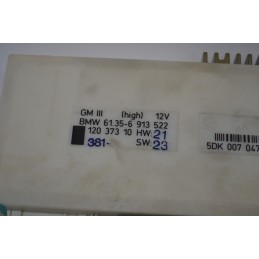 GM III (high) 12V
BMW 61.35-6 913 522
120 373 10 HW: 21
381- SW: 23
5DK 007 047